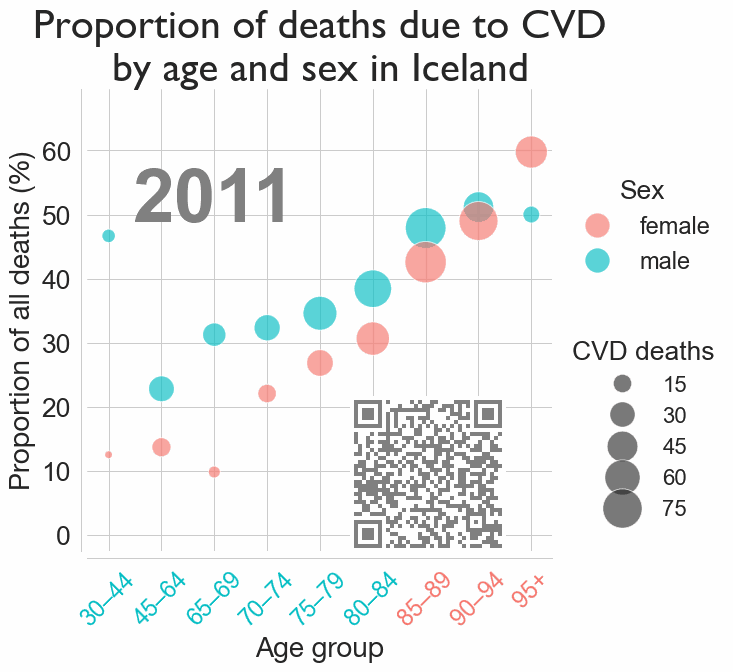 Proportion of deaths due to CVD
by age and sex in Iceland
2011
Proportion of all deaths (%)
60
50
40
30
20
10
0
30–44
45–64
65–69
70–74
75–79
80–84
85–89
90–94
95+
Age group
Sex
female
male
CVD deaths
15
30
45
60
75